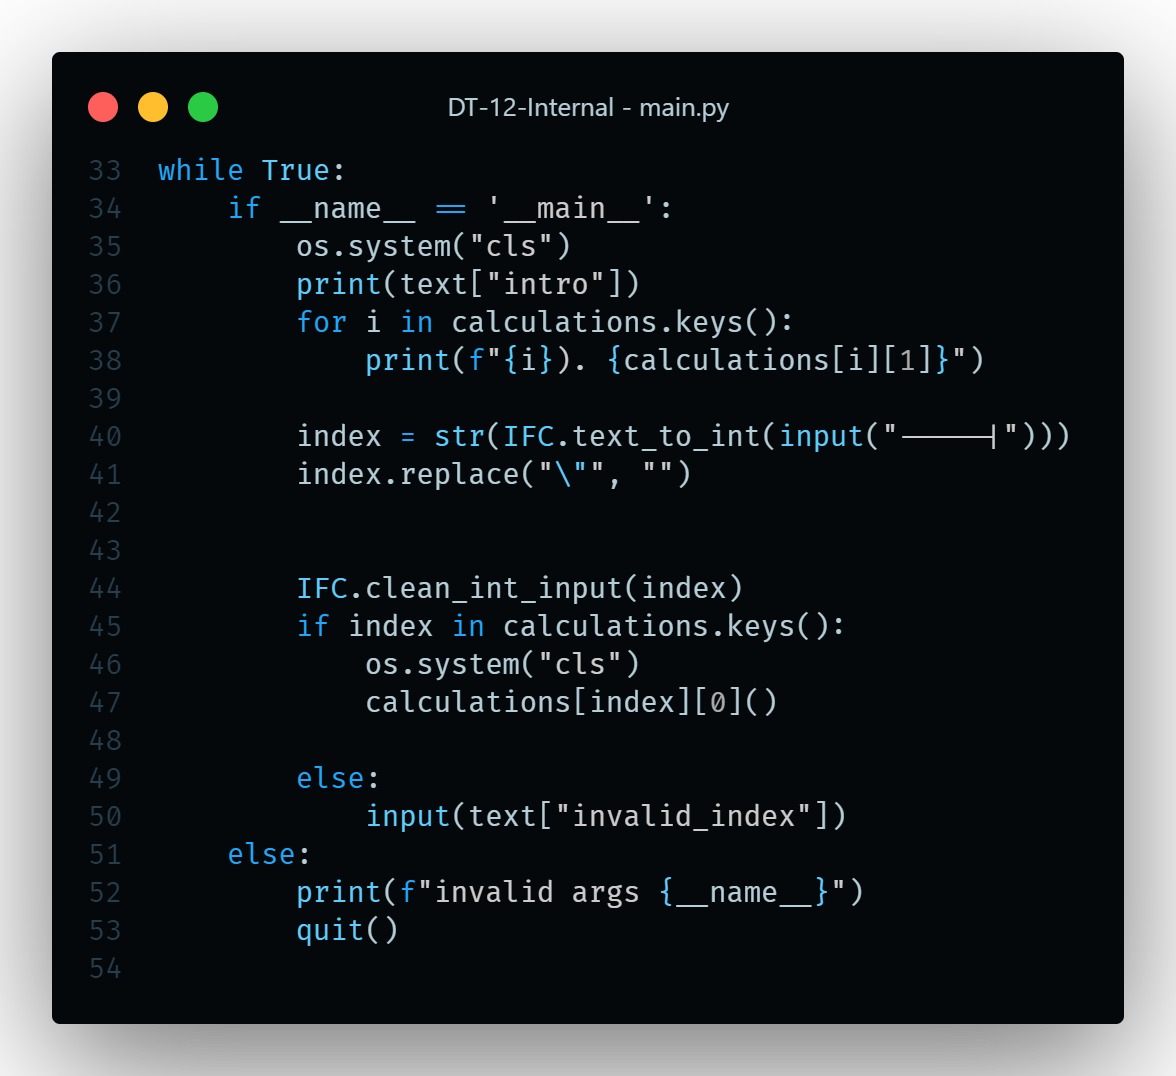 DT-12-Internal - main.py
33 while True:
34     if __name__ == '__main__':
35         os.system("cls")
36         print(text["intro"])
37         for i in calculations.keys():
38             print(f"{i}). {calculations[i][1]}")
39
40         index = str(IFC.text_to_int(input("-----|")))
41         index.replace("\"", "")
42
43
44         IFC.clean_int_input(index)
45         if index in calculations.keys():
46             os.system("cls")
47             calculations[index][0]()
48
49         else:
50             input(text["invalid_index"])
51     else:
52         print(f"invalid args {__name__}")
53         quit()
54